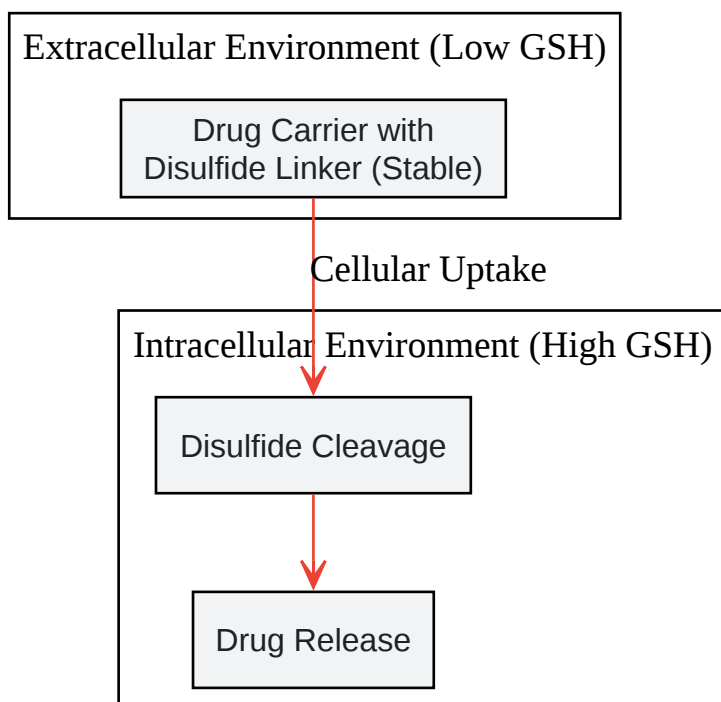 Extracellular Environment (Low GSH)
Drug Carrier with
Disulfide Linker (Stable)
Cellular Uptake
Intracellular Environment (High GSH)
Disulfide Cleavage
Drug Release